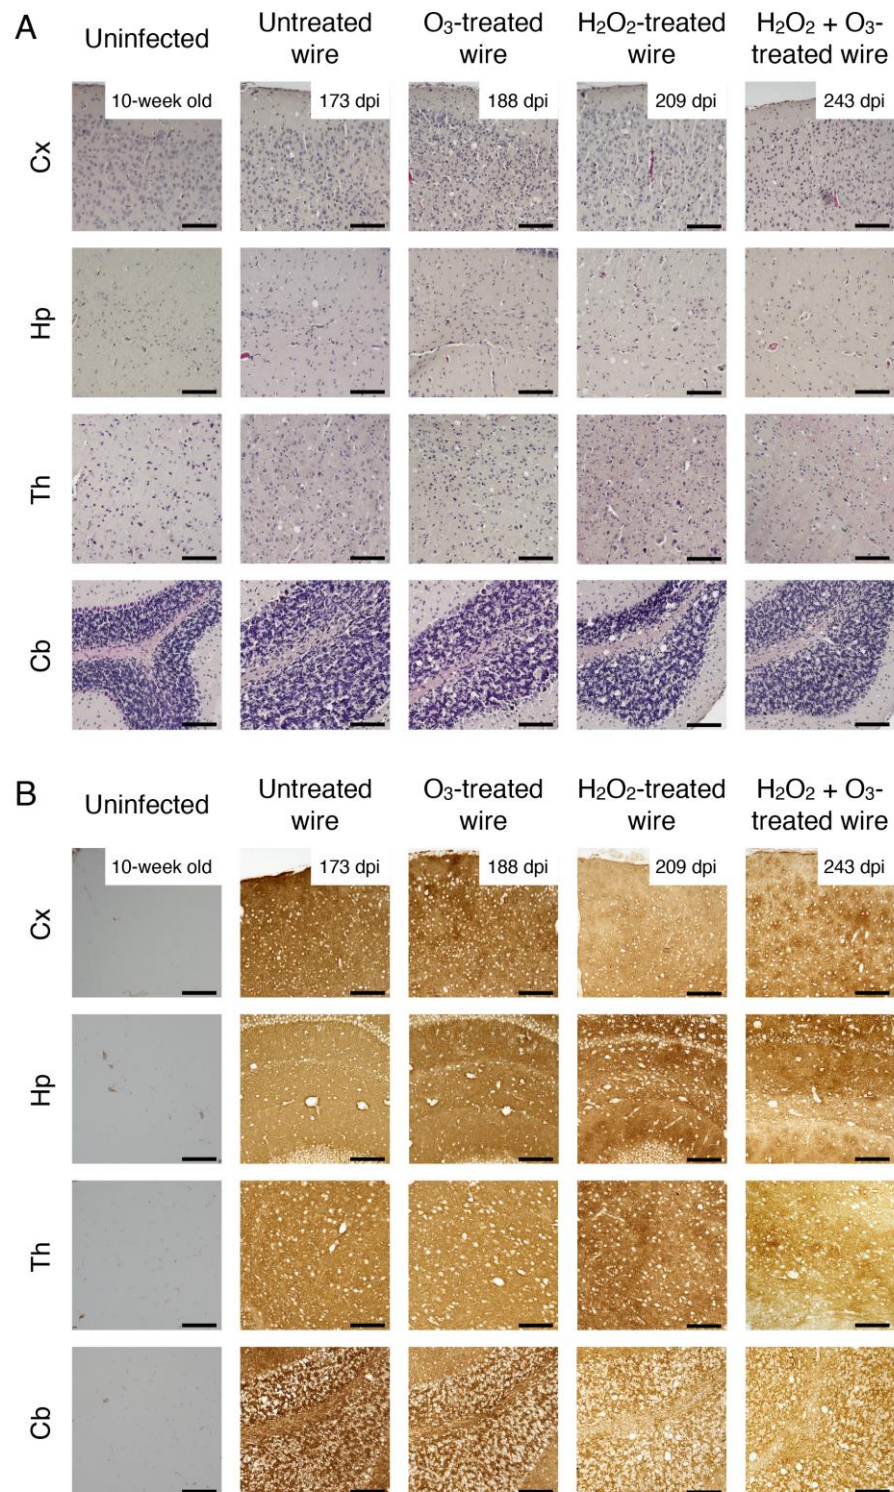 A
Uninfected
Untreated
wire
O₃-treated
wire
H₂O₂-treated
wire
H₂O₂ + O₃-
treated wire
10-week old
173 dpi
188 dpi
209 dpi
243 dpi
Cx
Hp
Th
Cb
B
Uninfected
Untreated
wire
O₃-treated
wire
H₂O₂-treated
wire
H₂O₂ + O₃-
treated wire
10-week old
173 dpi
188 dpi
209 dpi
243 dpi
Cx
Hp
Th
Cb